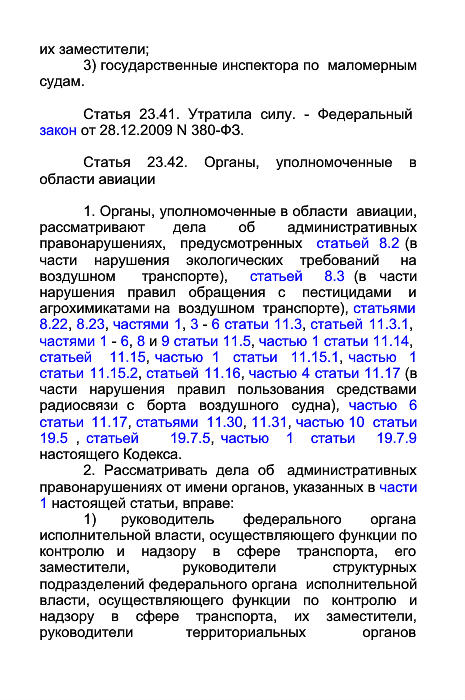 их заместители;
3) государственные инспектора по маломерным
судам.
Статья 23.41. Утратила силу. - Федеральный
закон от 28.12.2009 N 380-ФЗ.
Статья 23.42. Органы, уполномоченные в
области авиации
1. Органы, уполномоченные в области авиации,
рассматривают дела об административных
правонарушениях, предусмотренных статьей 8.2 (в
части нарушения экологических требований на
воздушном транспорте), статьей 8.3 (в части
нарушения правил обращения с пестицидами и
агрохимикатами на воздушном транспорте), статьями
8.22, 8.23, частями 1, 3 - 6 статьи 11.3, статьей 11.3.1,
частями 1 - 6, 8 и 9 статьи 11.5, частью 1 статьи 11.14,
статьей 11.15, частью 1 статьи 11.15.1, частью 1
статьи 11.15.2, статьей 11.16, частью 4 статьи 11.17 (в
части нарушения правил пользования средствами
радиосвязи с борта воздушного судна), частью 6
статьи 11.17, статьями 11.30, 11.31, частью 10 статьи
19.5 , статьей 19.7.5, частью 1 статьи 19.7.9
настоящего Кодекса.
2. Рассматривать дела об административных
правонарушениях от имени органов, указанных в части
1 настоящей статьи, вправе:
1) руководитель федерального органа
исполнительной власти, осуществляющего функции по
контролю и надзору в сфере транспорта, его
заместители, руководители структурных
подразделений федерального органа исполнительной
власти, осуществляющего функции по контролю и
надзору в сфере транспорта, их заместители,
руководители территориальных органов